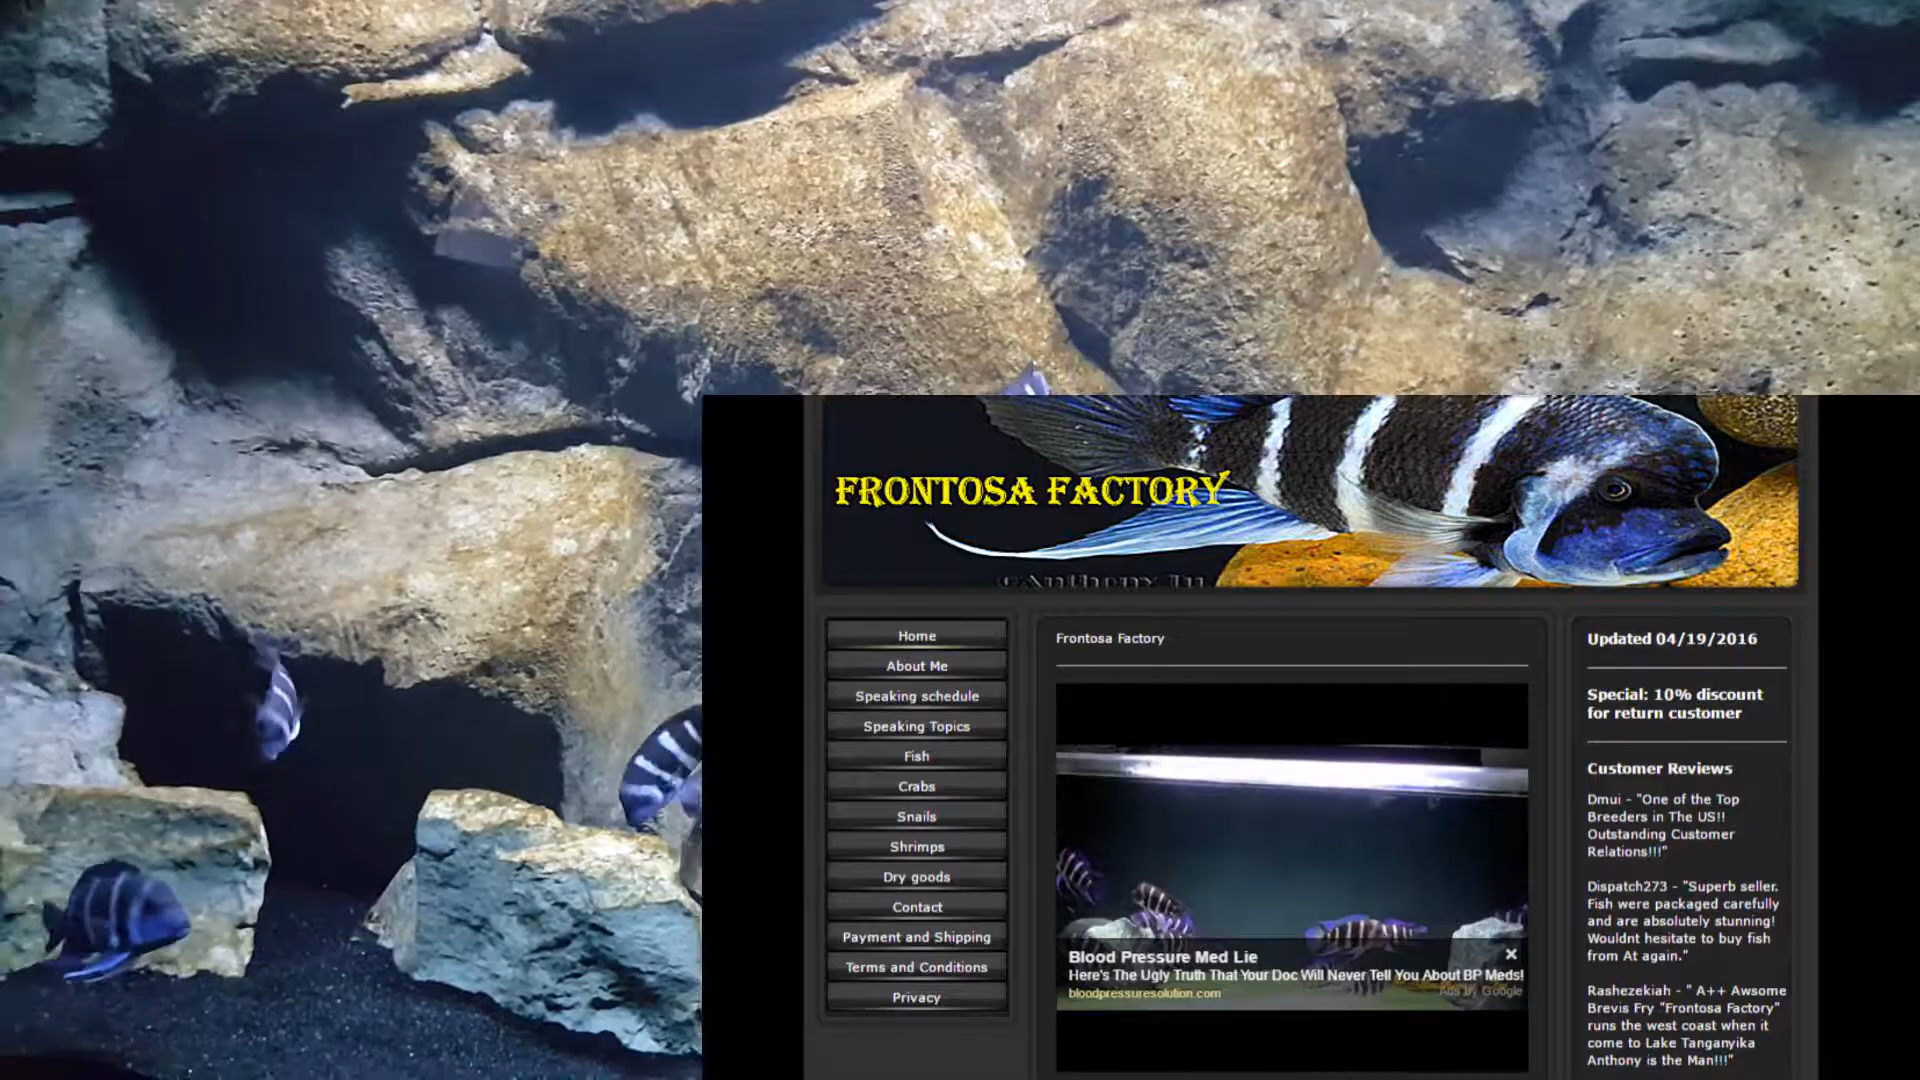 FRONTOSA FACTORY
©Anthony Tu
Home
About Me
Speaking schedule
Speaking Topics
Fish
Crabs
Snails
Shrimps
Dry goods
Contact
Payment and Shipping
Terms and Conditions
Privacy
Frontosa Factory
Blood Pressure Med Lie
Here's The Ugly Truth That Your Doc Will Never Tell You About BP Meds!
bloodpressuresolution.com
Ads by Google
Updated 04/19/2016
Special: 10% discount
for return customer
Customer Reviews
Dmui - "One of the Top
Breeders in The US!!
Outstanding Customer
Relations!!!"
Dispatch273 - "Superb seller.
Fish were packaged carefully
and are absolutely stunning!
Wouldnt hesitate to buy fish
from At again."
Rashezekiah - " A++ Awsome
Brevis Fry "Frontosa Factory"
runs the west coast when it
come to Lake Tanganyika
Anthony is the Man!!!"